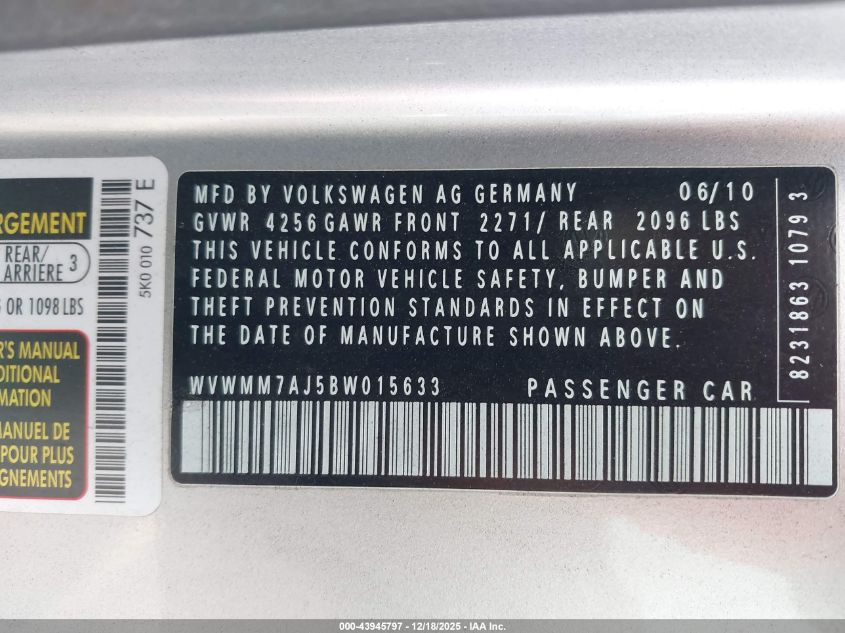 RGEMENT
REAR/
ARRIERE 3
OR 1098 LBS
R'S MANUAL
DITIONAL
MATION
MANUEL DE
POUR PLUS
GNEMENTS
5K0 010 737 E
MFD BY VOLKSWAGEN AG GERMANY 06/10
GVWR 4256 GAWR FRONT 2271/ REAR 2096 LBS
THIS VEHICLE CONFORMS TO ALL APPLICABLE U.S.
FEDERAL MOTOR VEHICLE SAFETY, BUMPER AND
THEFT PREVENTION STANDARDS IN EFFECT ON
THE DATE OF MANUFACTURE SHOWN ABOVE.
WVWMM7AJ5BW015633 PASSENGER CAR
8231863 1079 3
000-43945797 - 12/18/2025 - IAA Inc.